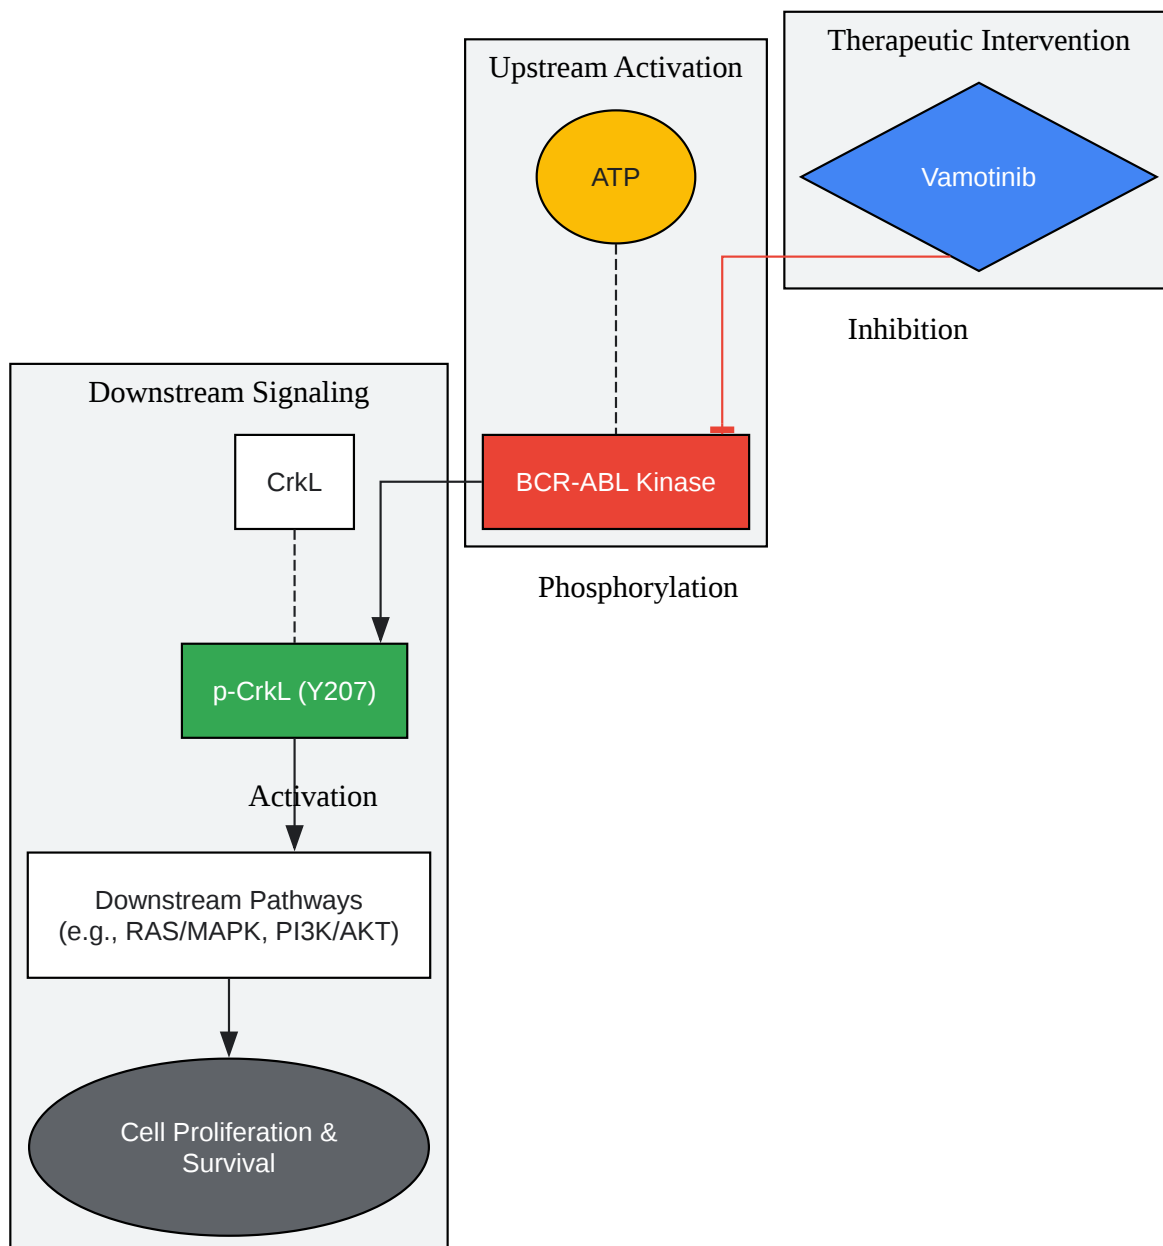 Therapeutic Intervention
Upstream Activation
ATP
Vamotinib
Inhibition
Downstream Signaling
CrkL
BCR-ABL Kinase
Phosphorylation
p-CrkL (Y207)
Activation
Downstream Pathways
(e.g., RAS/MAPK, PI3K/AKT)
Cell Proliferation &
Survival